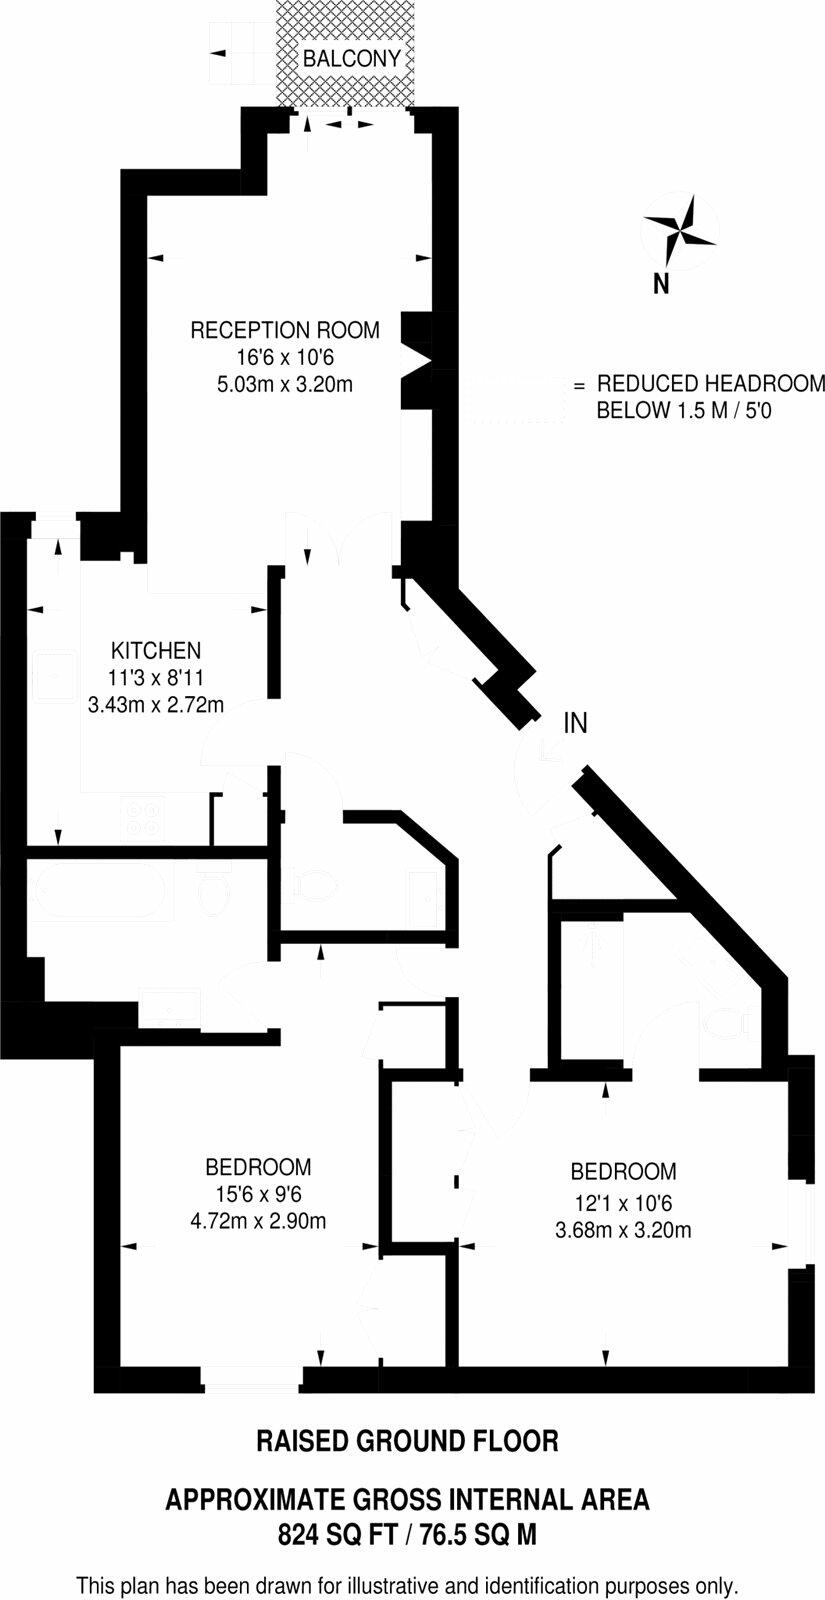 BALCONY
N
RECEPTION ROOM
16'6 x 10'6
5.03m x 3.20m
= REDUCED HEADROOM
BELOW 1.5 M / 5'0
KITCHEN
11'3 x 8'11
3.43m x 2.72m
IN
BEDROOM
15'6 x 9'6
4.72m x 2.90m
BEDROOM
12'1 x 10'6
3.68m x 3.20m
RAISED GROUND FLOOR
APPROXIMATE GROSS INTERNAL AREA
824 SQ FT / 76.5 SQ M
This plan has been drawn for illustrative and identification purposes only.